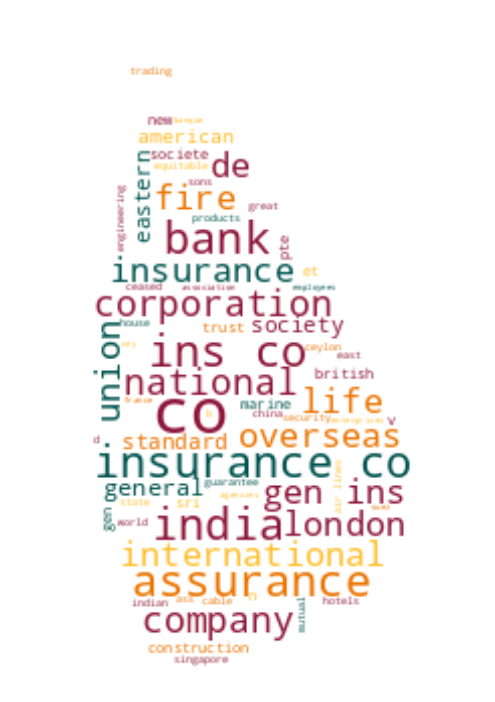 trading
new banque
american
societe
de
equitable
eastern
sons
fire
engineering
great
products
bank
pte
insurance
et
ceased association employees
corporation
house
trust society
union
ins co
ceylon
east
national
british
france
life
co
marine
b
china
security
enterprises
v
d
standard overseas
insurance co
general
guarantee
gen ins
agencies
air lines
state
sri
gen
world
india
london
international
assurance
indian
ass
cable
n
mutual
hotels
company
construction
singapore